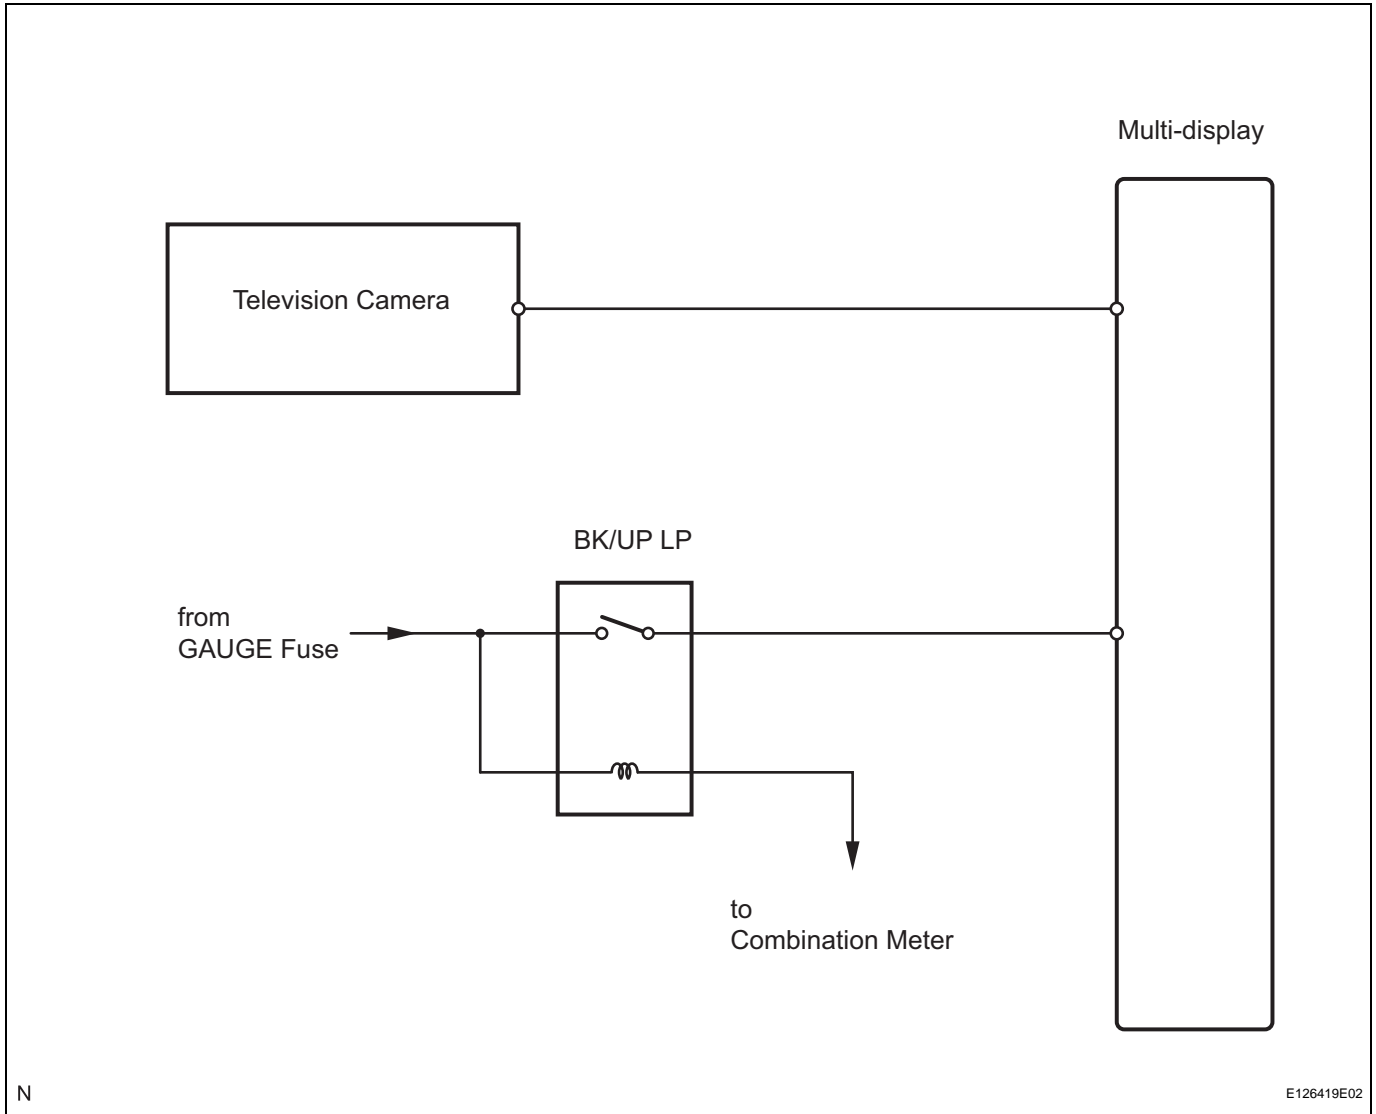 Multi-display
Television Camera
BK/UP LP
from
GAUGE Fuse
to
Combination Meter
N
E126419E02